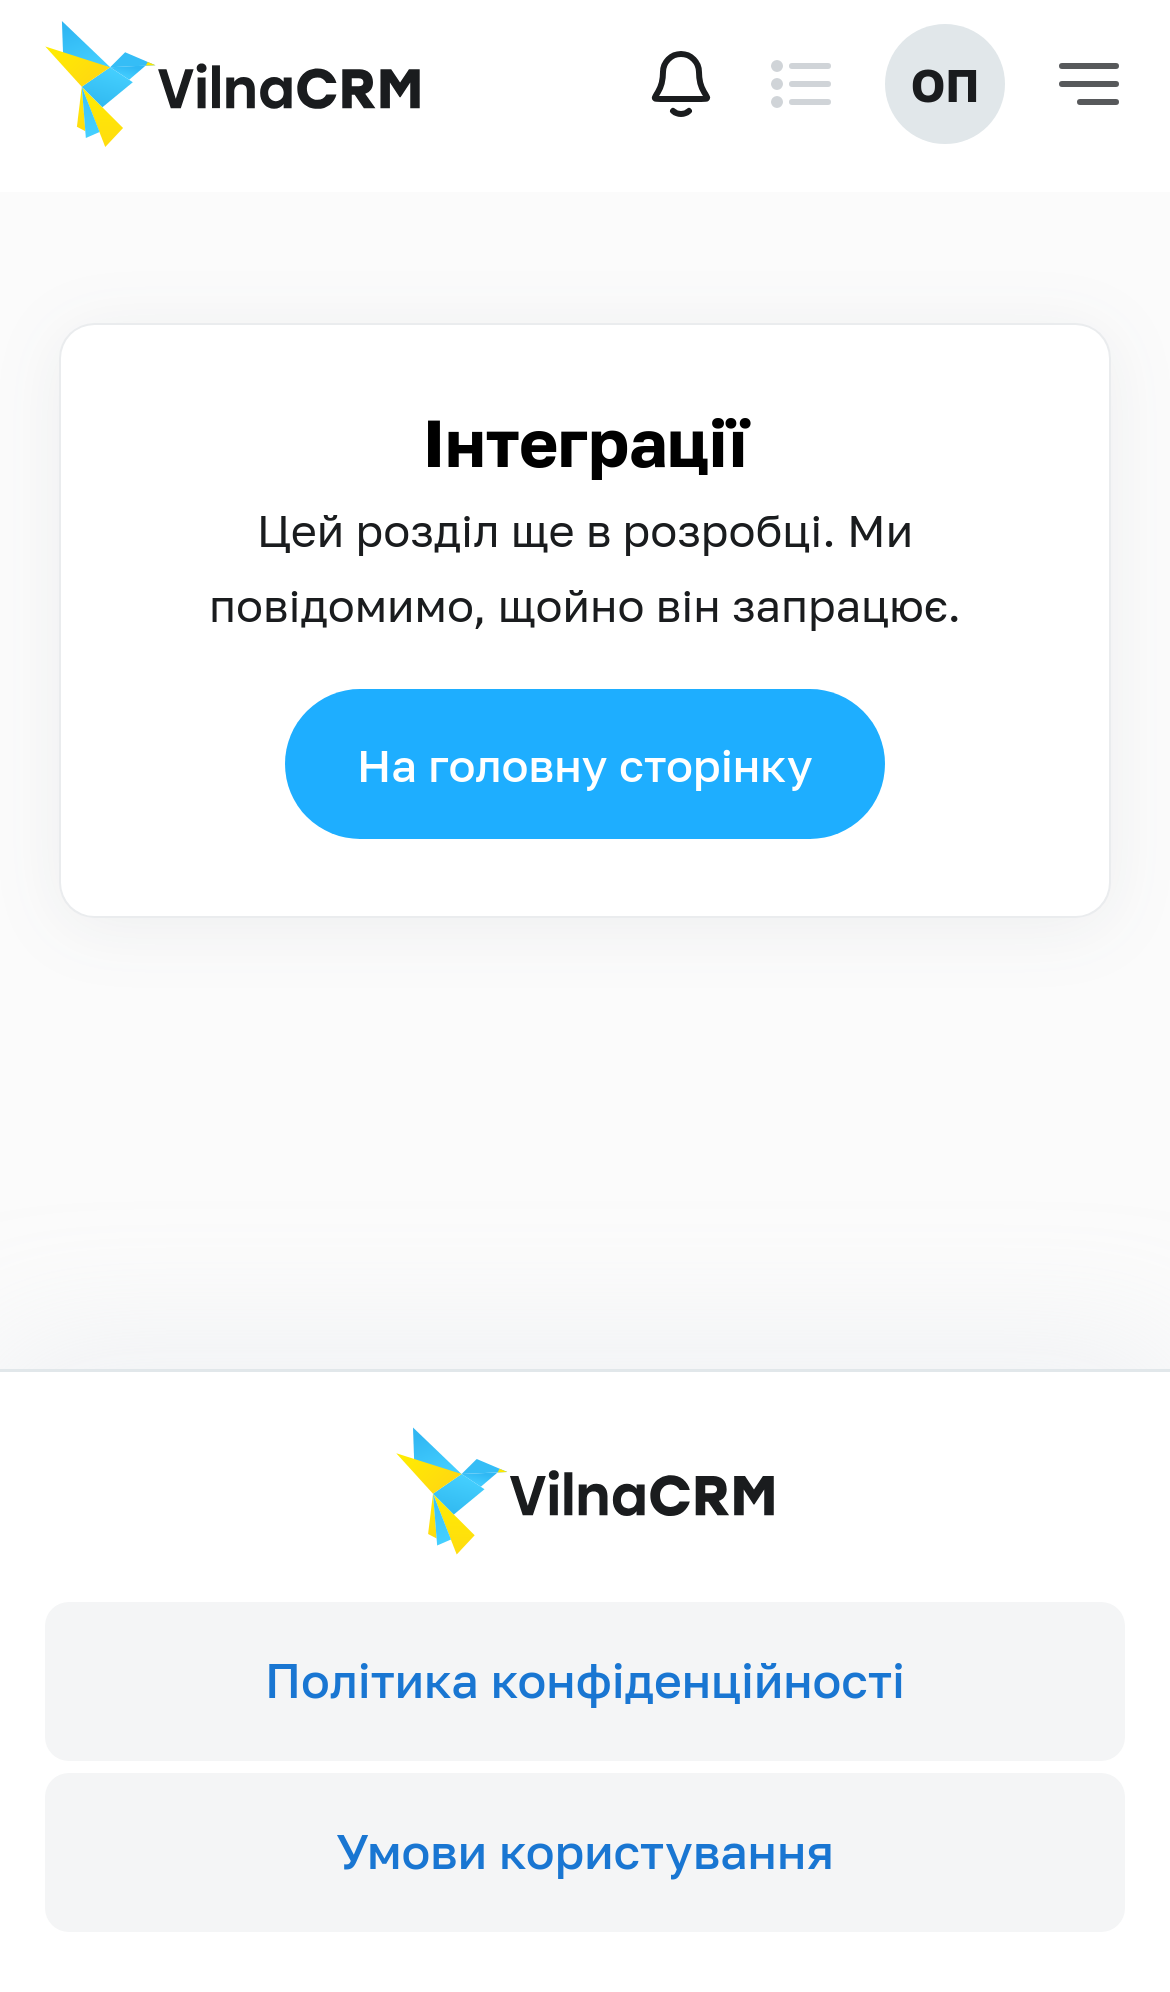 VilnaCRM
ОП
Інтеграції
Цей розділ ще в розробці. Ми
повідомимо, щойно він запрацює.
На головну сторінку
VilnaCRM
Політика конфіденційності
Умови користування